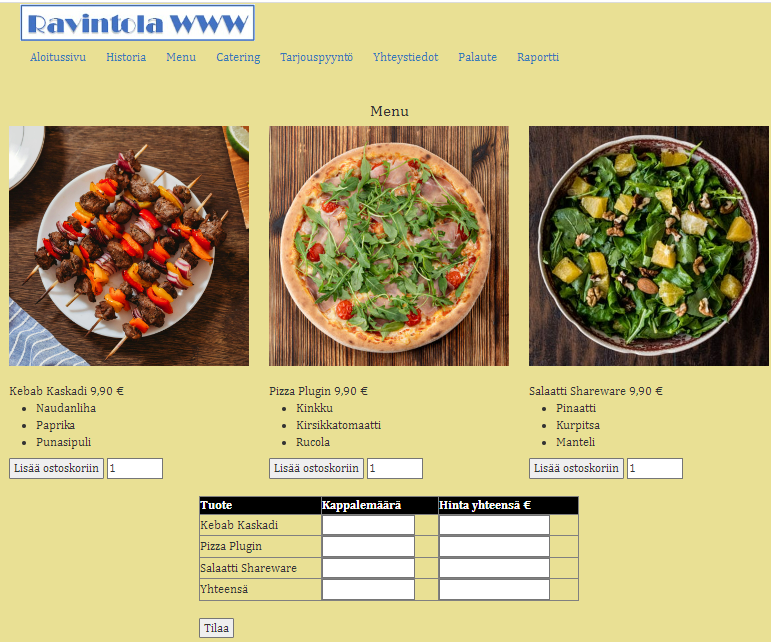 Ravintola WWW
Aloitussivu Historia Menu Catering Tarjouspyyntö Yhteystiedot Palaute Raportti
Menu
Kebab Kaskadi 9,90 €
Naudanliha
Paprika
Punasipuli
Lisää ostoskoriin 1
Pizza Plugin 9,90 €
Kinkku
Kirsikkatomaatti
Rucola
Lisää ostoskoriin 1
Salaatti Shareware 9,90 €
Pinaatti
Kurpitsa
Manteli
Lisää ostoskoriin 1
Tuote Kappalemäärä Hinta yhteensä €
Kebab Kaskadi
Pizza Plugin
Salaatti Shareware
Yhteensä
Tilaa